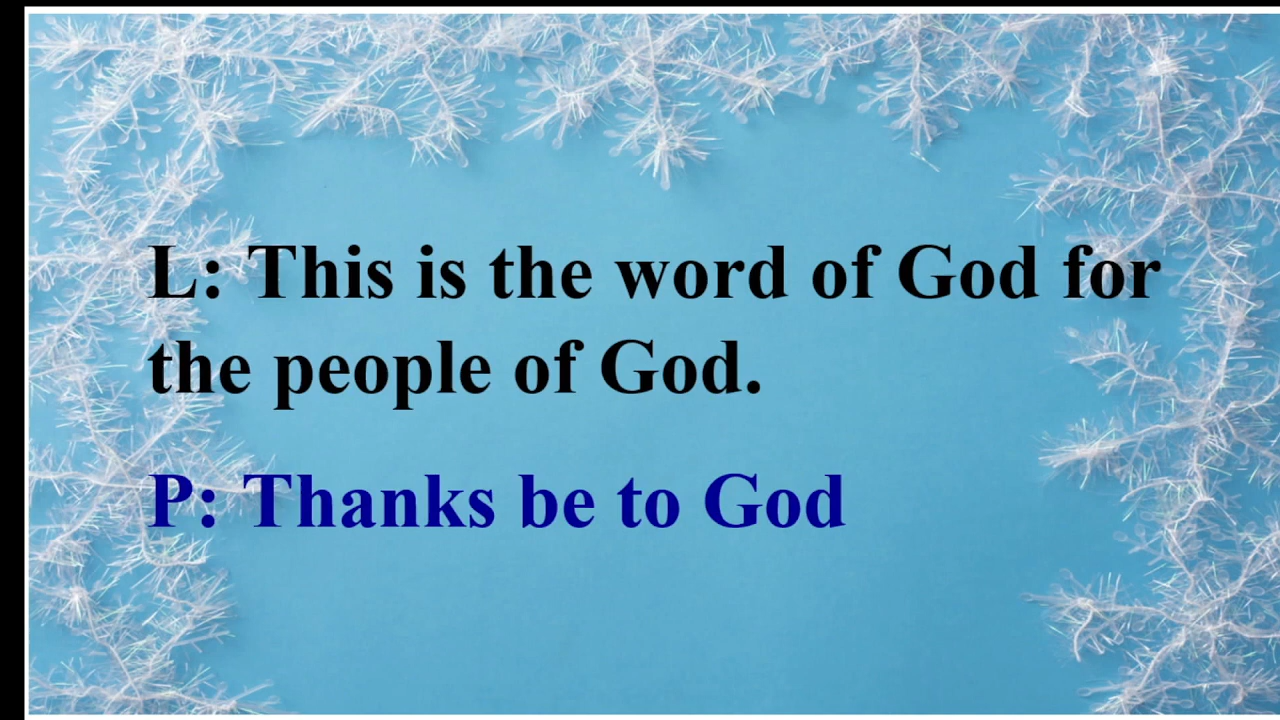 L: This is the word of God for
the people of God.
P: Thanks be to God